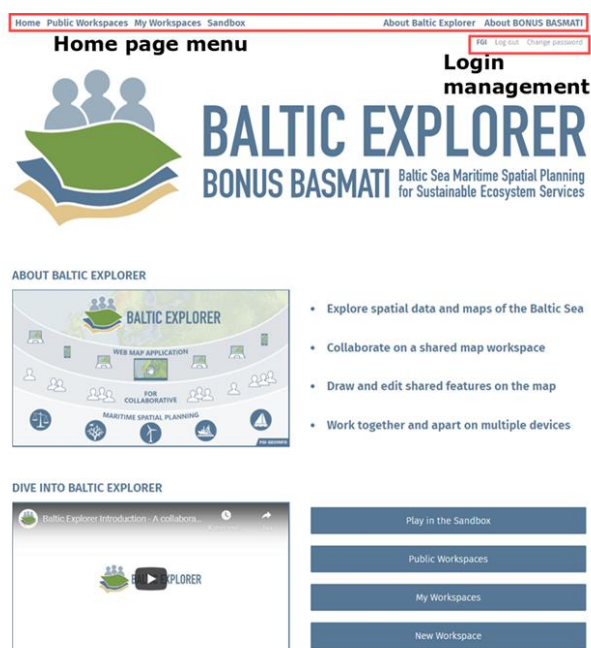 Home Public Workspaces My Workspaces Sandbox About Baltic Explorer About BONUS BASMATI
Home page menu
FGI Log out Change password
Login
management
BALTIC EXPLORER
BONUS BASMATI
Baltic Sea Maritime Spatial Planning
for Sustainable Ecosystem Services
ABOUT BALTIC EXPLORER
BALTIC EXPLORER
WEB MAP APPLICATION
FOR
COLLABORATIVE
MARITIME SPATIAL PLANNING
• Explore spatial data and maps of the Baltic Sea
• Collaborate on a shared map workspace
• Draw and edit shared features on the map
• Work together and apart on multiple devices
DIVE INTO BALTIC EXPLORER
Baltic Explorer Introduction - A collabora...
EXPLORER
Play in the Sandbox
Public Workspaces
My Workspaces
New Workspace